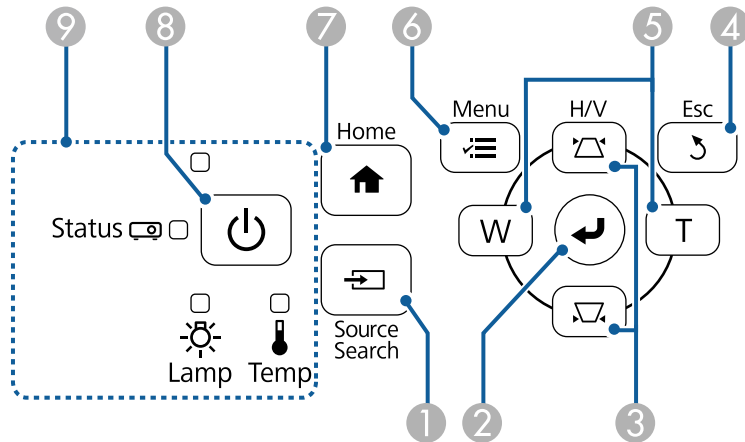 9 8 7 6 5 4
Menu H/V Esc
Home
Status
W T
Lamp Temp
Source
Search
1 2 3